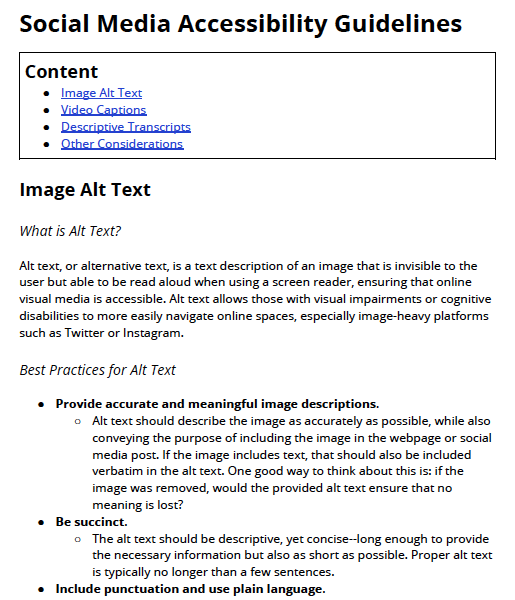 Social Media Accessibility Guidelines
Content
● Image Alt Text
● Video Captions
● Descriptive Transcripts
● Other Considerations
Image Alt Text
What is Alt Text?
Alt text, or alternative text, is a text description of an image that is invisible to the
user but able to be read aloud when using a screen reader, ensuring that online
visual media is accessible. Alt text allows those with visual impairments or cognitive
disabilities to more easily navigate online spaces, especially image-heavy platforms
such as Twitter or Instagram.
Best Practices for Alt Text
● Provide accurate and meaningful image descriptions.
○ Alt text should describe the image as accurately as possible, while also
conveying the purpose of including the image in the webpage or social
media post. If the image includes text, that should also be included
verbatim in the alt text. One good way to think about this is: if the
image was removed, would the provided alt text ensure that no
meaning is lost?
● Be succinct.
○ The alt text should be descriptive, yet concise--long enough to provide
the necessary information but also as short as possible. Proper alt text
is typically no longer than a few sentences.
● Include punctuation and use plain language.